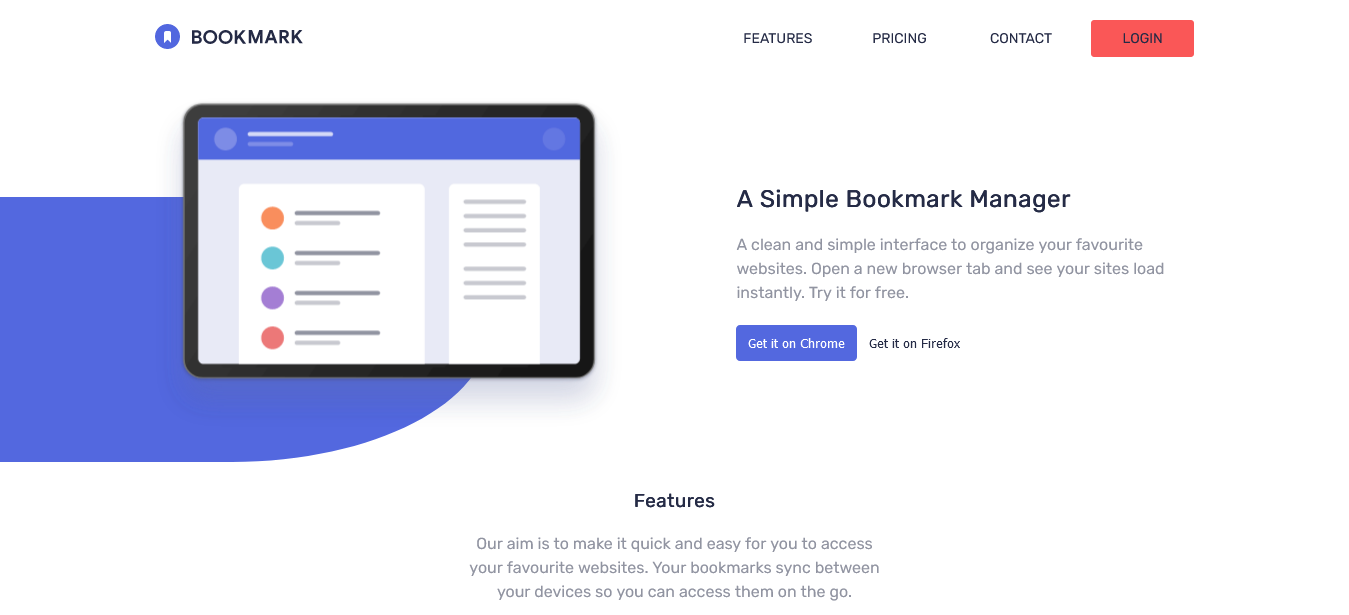 BOOKMARK
FEATURES
PRICING
CONTACT
LOGIN
A Simple Bookmark Manager
A clean and simple interface to organize your favourite
websites. Open a new browser tab and see your sites load
instantly. Try it for free.
Get it on Chrome
Get it on Firefox
Features
Our aim is to make it quick and easy for you to access
your favourite websites. Your bookmarks sync between
your devices so you can access them on the go.